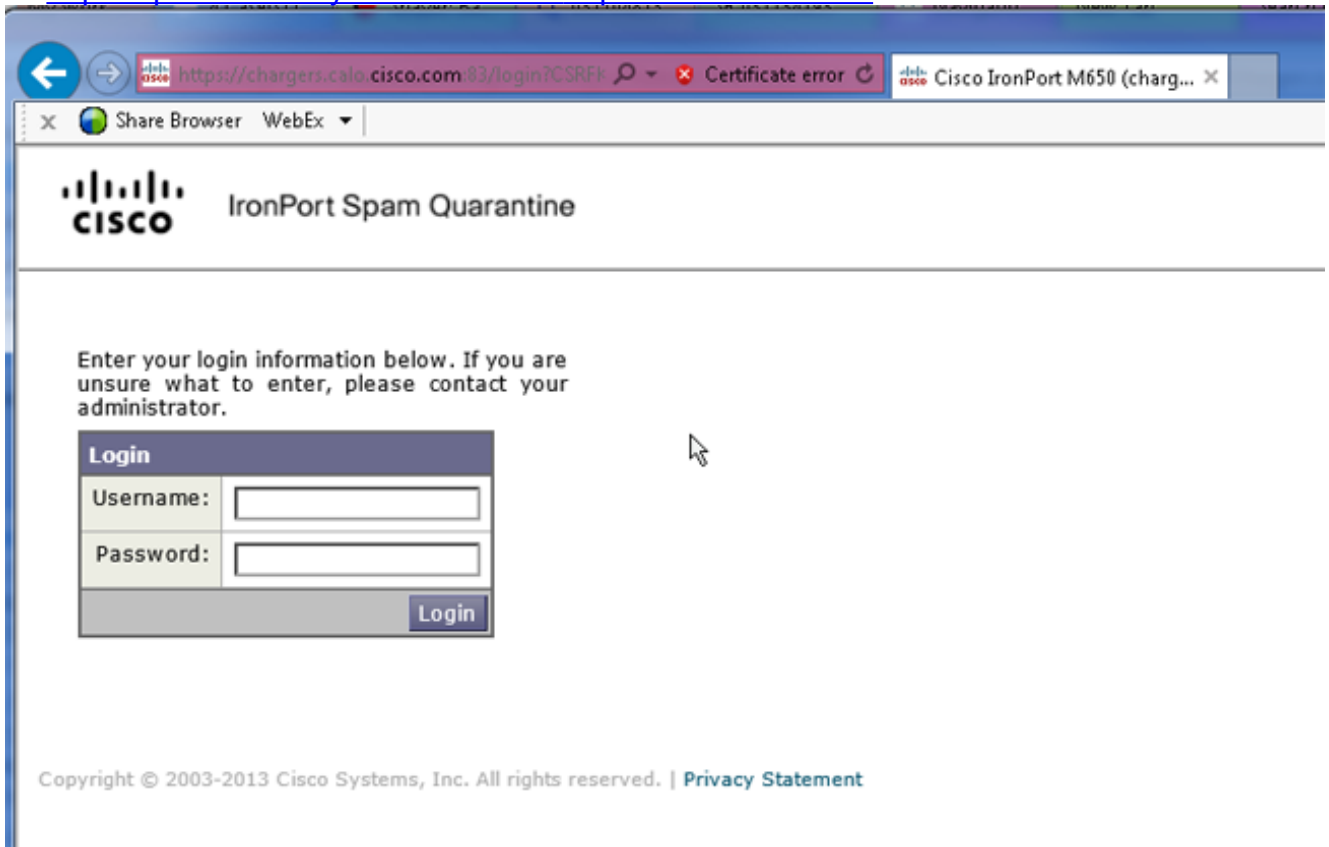 https://chargers.calo.cisco.com:83/login?CSRFK
Certificate error
Cisco IronPort M650 (charg...
x Share Browser WebEx
CISCO
IronPort Spam Quarantine
Enter your login information below. If you are
unsure what to enter, please contact your
administrator.
Login
Username:
Password:
Login
Copyright © 2003-2013 Cisco Systems, Inc. All rights reserved. | Privacy Statement